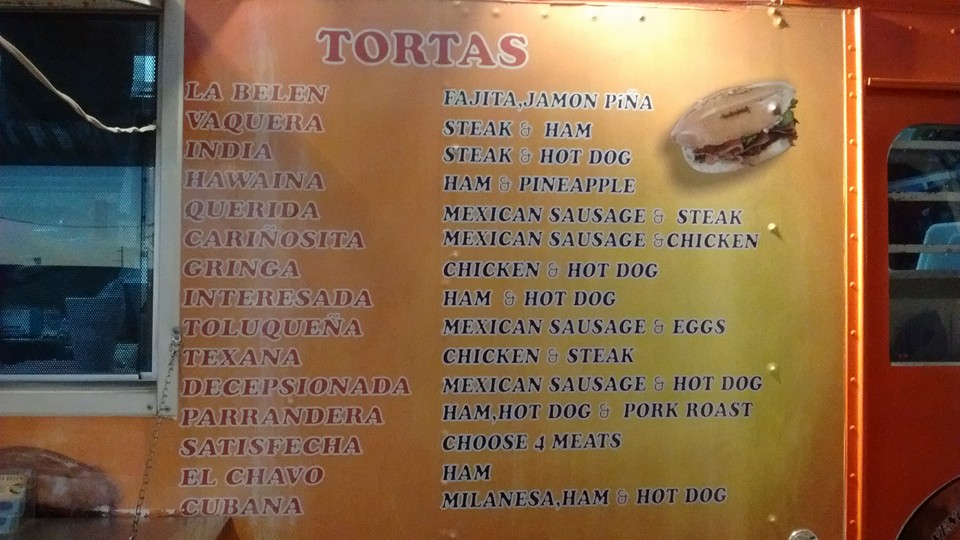 TORTAS
LA BELEN FAJITA,JAMON PiÑA
VAQUERA STEAK & HAM
INDIA STEAK & HOT DOG
HAWAINA HAM & PINEAPPLE
QUERIDA MEXICAN SAUSAGE & STEAK
CARIÑOSITA MEXICAN SAUSAGE &CHICKEN
GRINGA CHICKEN & HOT DOG
INTERESADA HAM & HOT DOG
TOLUQUEÑA MEXICAN SAUSAGE & EGGS
TEXANA CHICKEN & STEAK
DECEPSIONADA MEXICAN SAUSAGE & HOT DOG
PARRANDERA HAM,HOT DOG & PORK ROAST
SATISFECHA CHOOSE 4 MEATS
EL CHAVO HAM
CUBANA MILANESA,HAM & HOT DOG